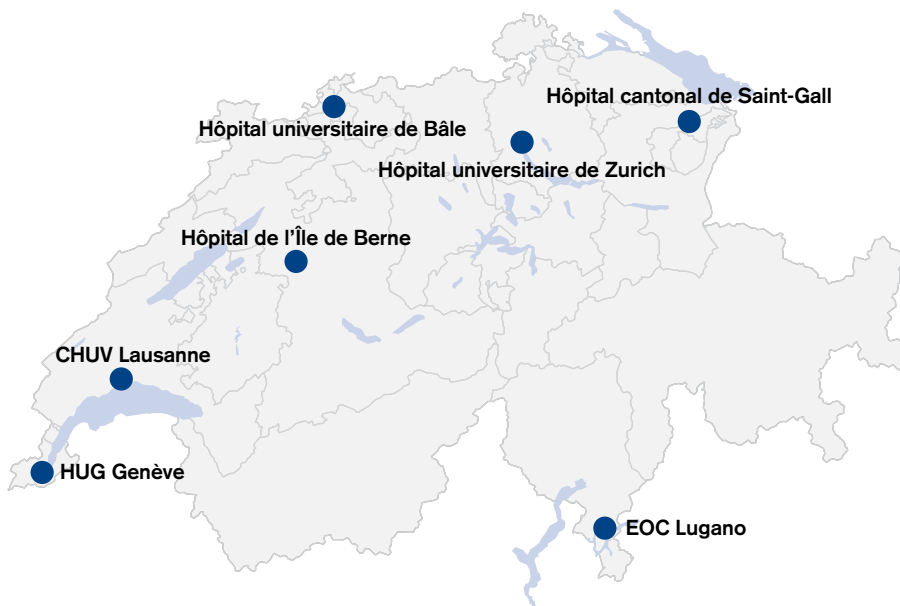 Hôpital cantonal de Saint-Gall
Hôpital universitaire de Bâle
Hôpital universitaire de Zurich
Hôpital de l’Île de Berne
CHUV Lausanne
HUG Genève
EOC Lugano